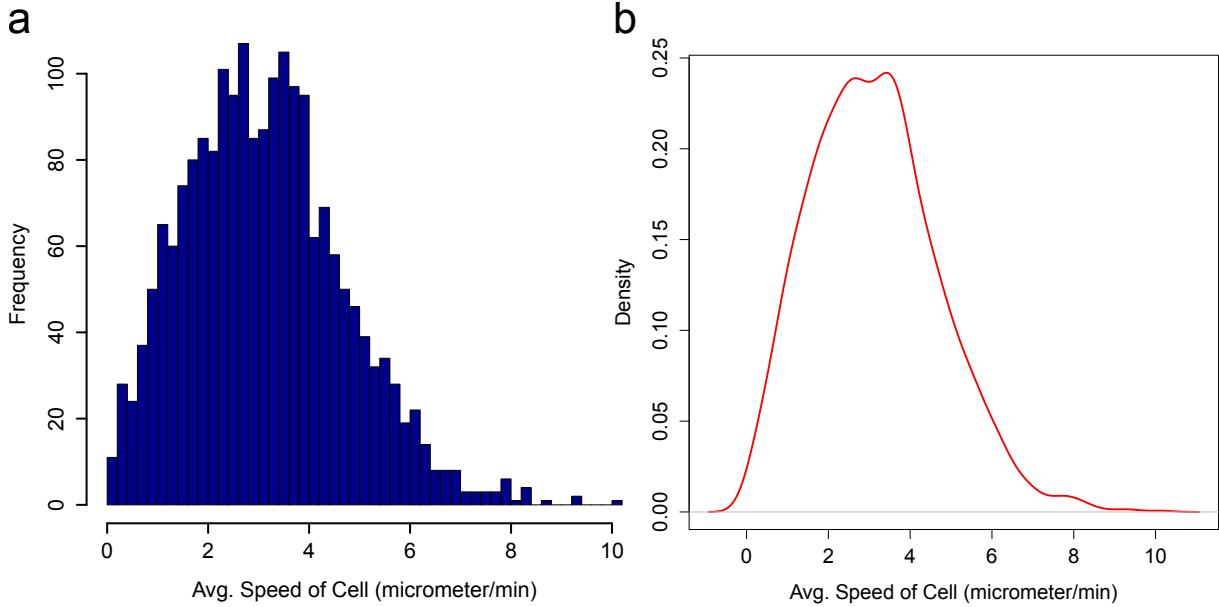 a
Frequency
100
80
60
40
20
0
0 2 4 6 8 10
Avg. Speed of Cell (micrometer/min)
b
Density
0.25
0.20
0.15
0.10
0.05
0.00
0 2 4 6 8 10
Avg. Speed of Cell (micrometer/min)